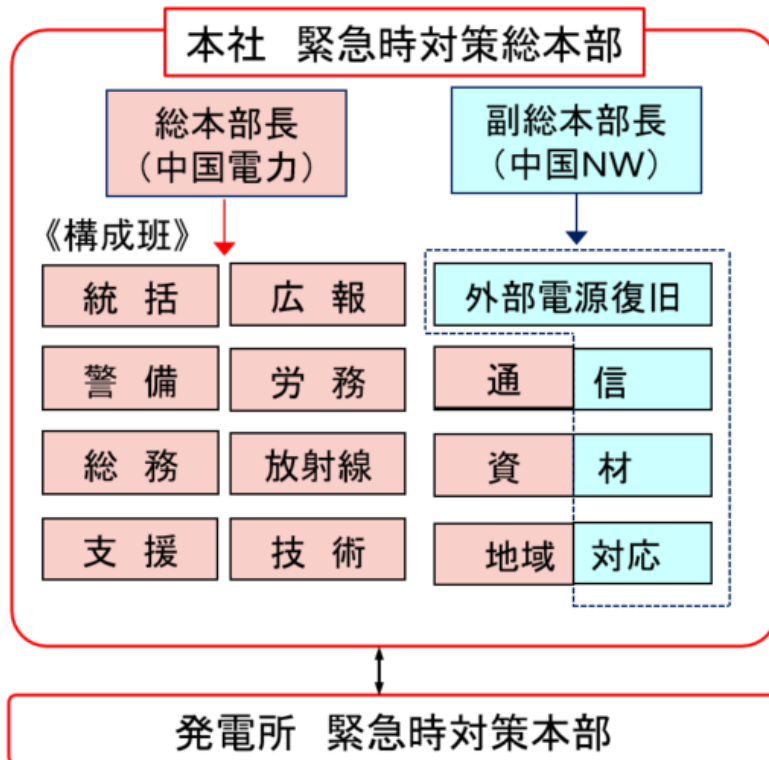 本社 緊急時対策総本部
総本部長
（中国電力）
副総本部長
（中国NW）
《構成班》
統括
広報
外部電源復旧
警備
労務
通信
総務
放射線
資材
支援
技術
地域対応
発電所 緊急時対策本部